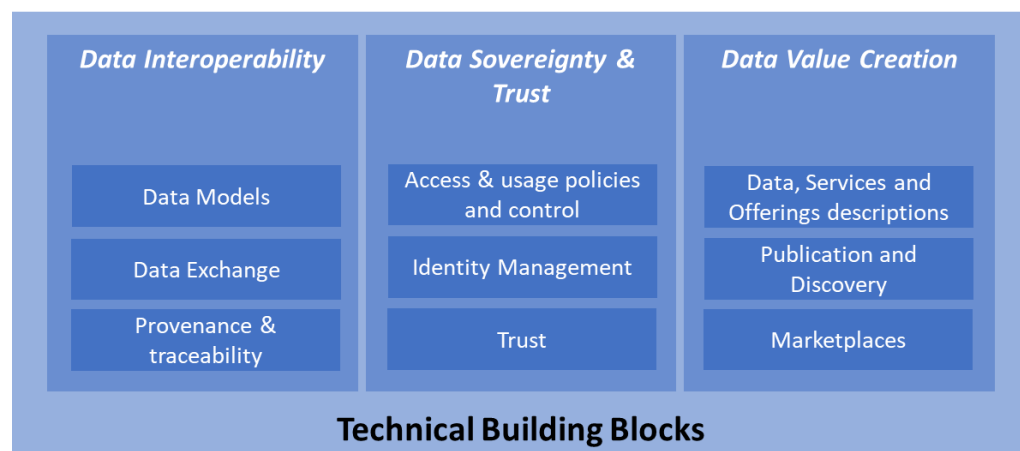 Data Interoperability
Data Models
Data Exchange
Provenance &
traceability
Data Sovereignty &
Trust
Access & usage policies
and control
Identity Management
Trust
Data Value Creation
Data, Services and
Offerings descriptions
Publication and
Discovery
Marketplaces
Technical Building Blocks